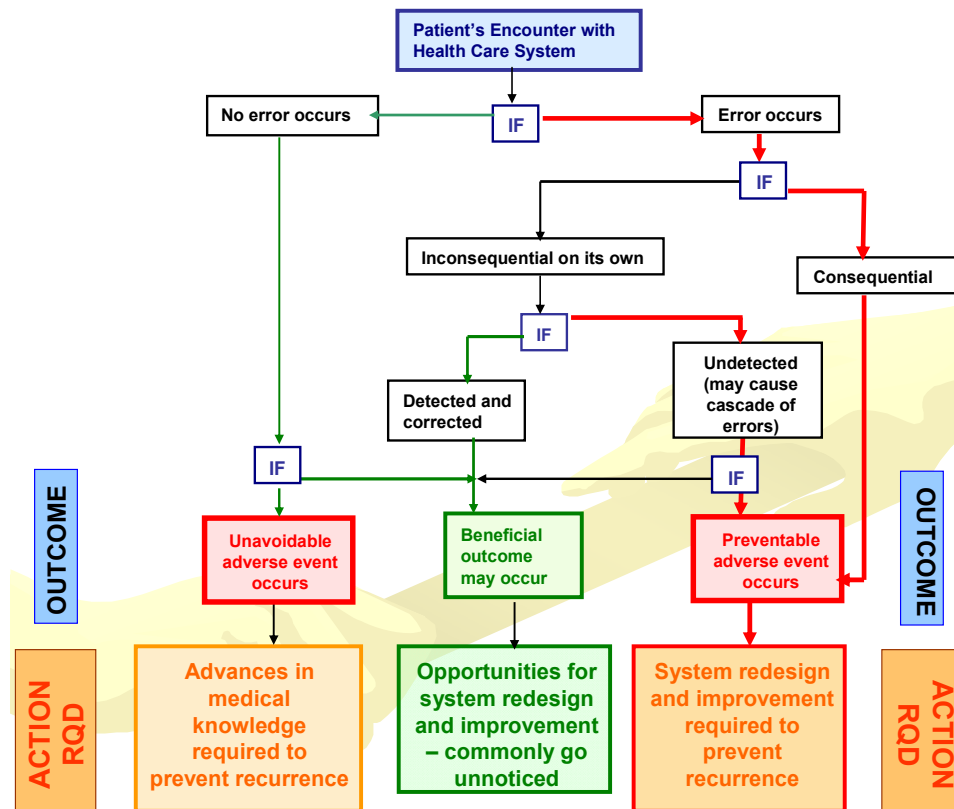 Patient’s Encounter with
Health Care System
No error occurs
IF
Error occurs
IF
Inconsequential on its own
Consequential
IF
Undetected
(may cause
cascade of
errors)
Detected and
corrected
IF
IF
OUTCOME
Unavoidable
adverse event
occurs
Beneficial
outcome
may occur
Preventable
adverse event
occurs
OUTCOME
ACTION
RQD
Advances in
medical
knowledge
required to
prevent recurrence
Opportunities for
system redesign
and improvement
– commonly go
unnoticed
System redesign
and improvement
required to
prevent
recurrence
ACTION
RQD